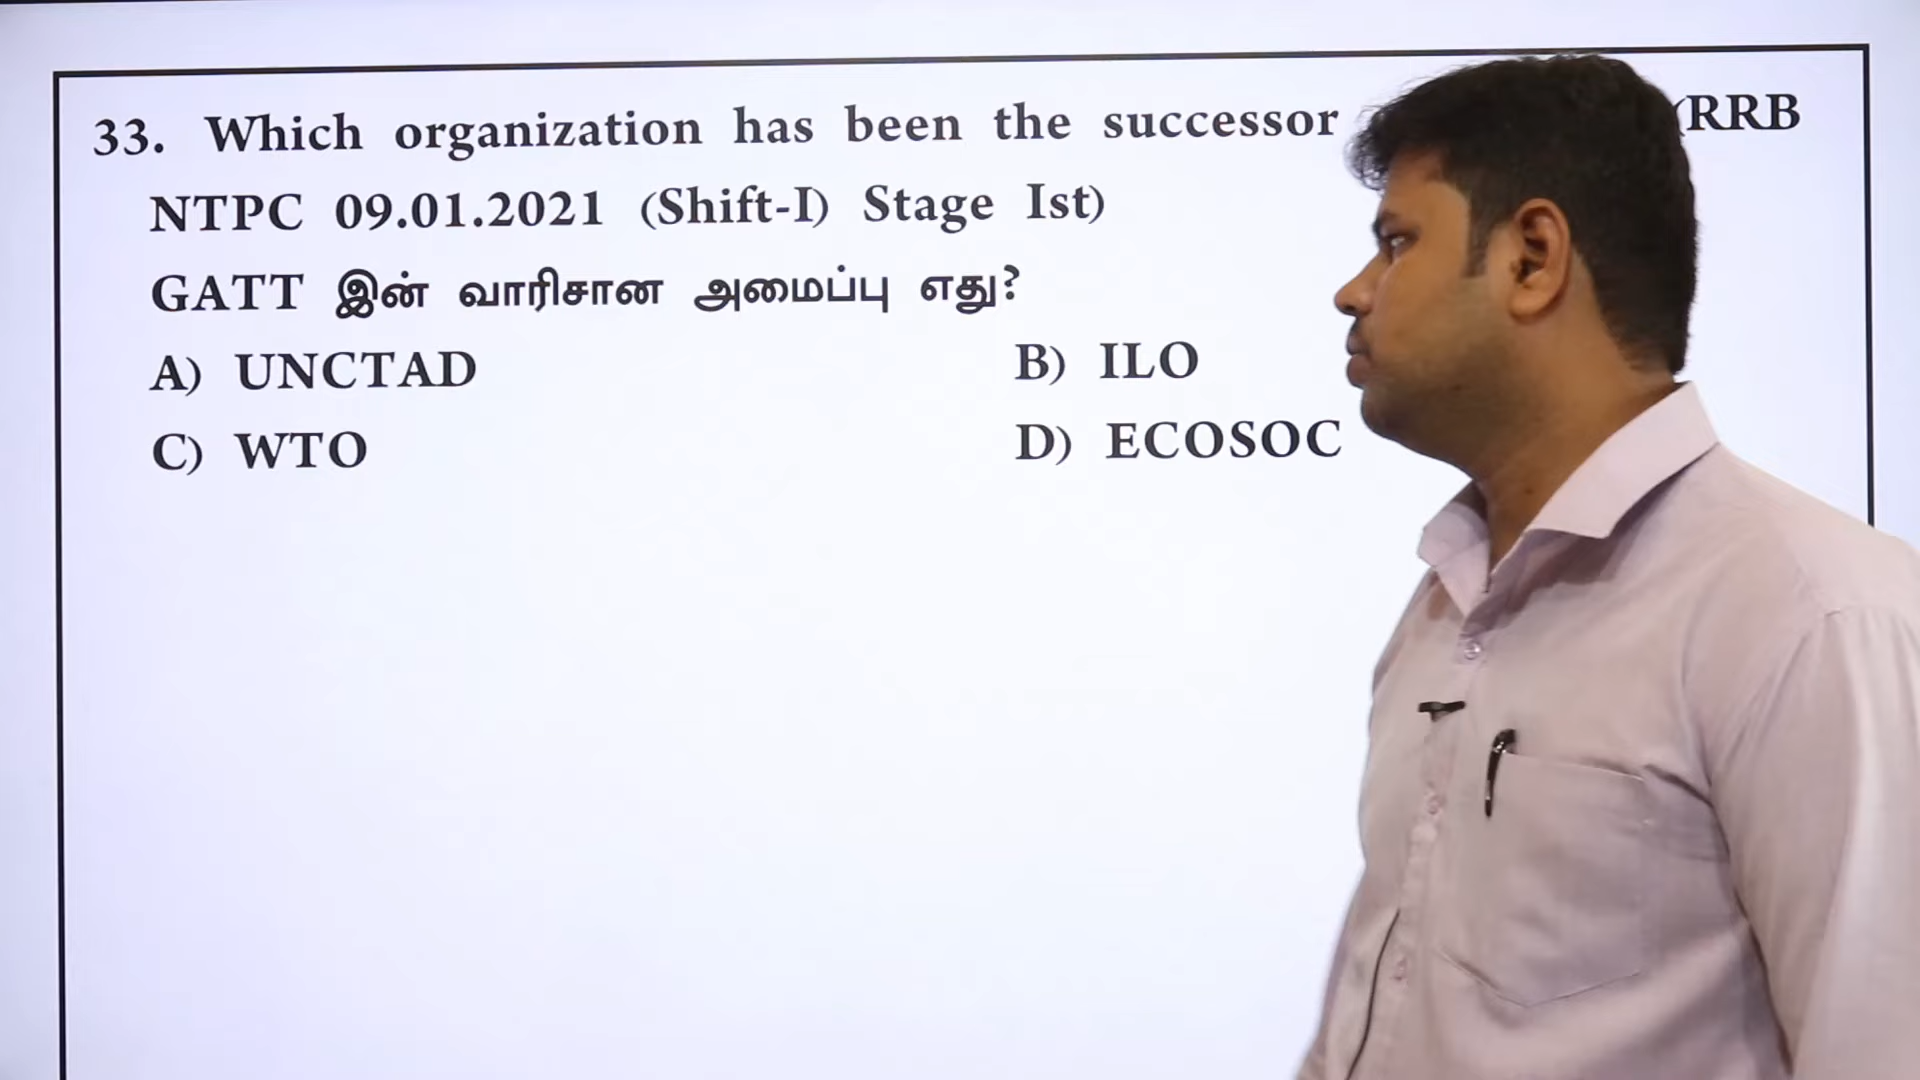 33. Which organization has been the successor (RRB
NTPC 09.01.2021 (Shift-I) Stage Ist)
GATT இன் வாரிசான அமைப்பு எது?
A) UNCTAD B) ILO
C) WTO D) ECOSOC